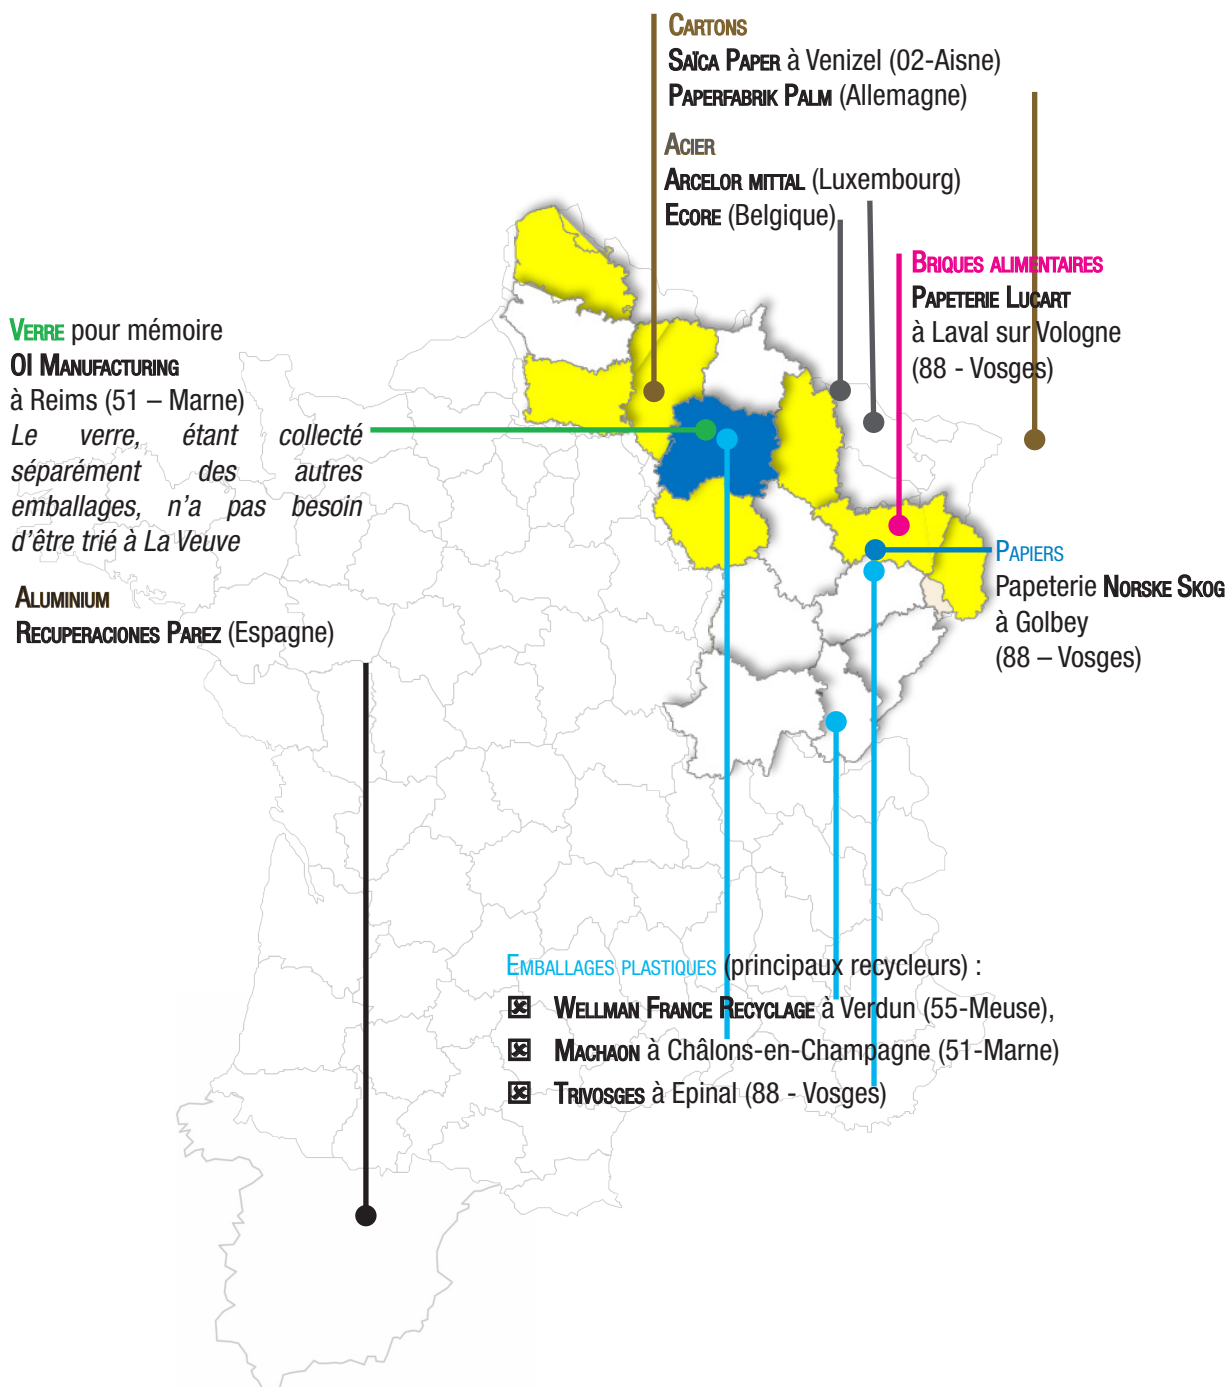 Cartons
Saïca Paper à Venizel (02-Aisne)
Paperfabrik Palm (Allemagne)
Acier
Arcelor mittal (Luxembourg)
Ecore (Belgique)
Briques alimentaires
Papeterie Lucart
à Laval sur Vologne
(88 - Vosges)
Verre pour mémoire
OI Manufacturing
à Reims (51 – Marne)
Le verre, étant collecté
séparément des autres
emballages, n’a pas besoin
d’être trié à La Veuve
Papiers
Papeterie Norske Skog
à Golbey
(88 – Vosges)
Aluminium
Recuperaciones Parez (Espagne)
Emballages plastiques (principaux recycleurs) :
Wellman France Recyclage à Verdun (55-Meuse),
Machaon à Châlons-en-Champagne (51-Marne)
Trivosges à Epinal (88 - Vosges)